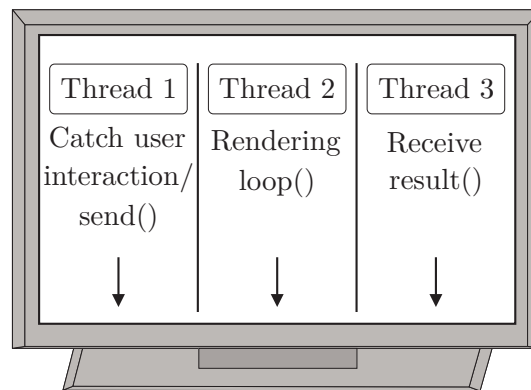 Thread 1
Catch user
interaction/
send()
Thread 2
Rendering
loop()
Thread 3
Receive
result()